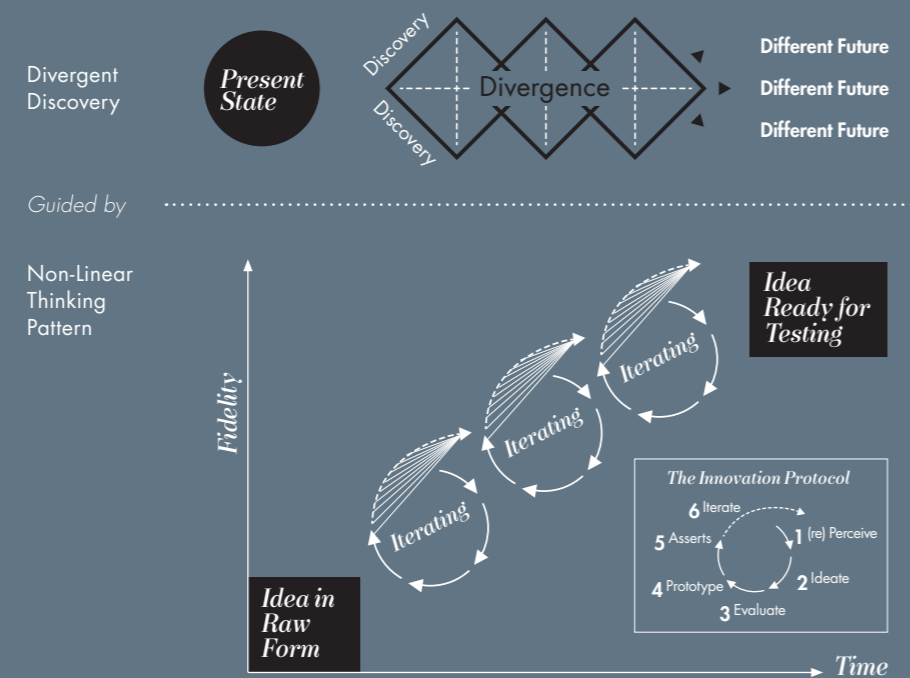 Divergent
Discovery
Present
State
Discovery
Discovery
Divergence
Different Future
Different Future
Different Future
Guided by
Non-Linear
Thinking
Pattern
Fidelity
Iterating
Iterating
Iterating
Idea
Ready for
Testing
Idea in
Raw
Form
The Innovation Protocol
6 Iterate
1 (re) Perceive
5 Asserts
2 Ideate
4 Prototype
3 Evaluate
Time